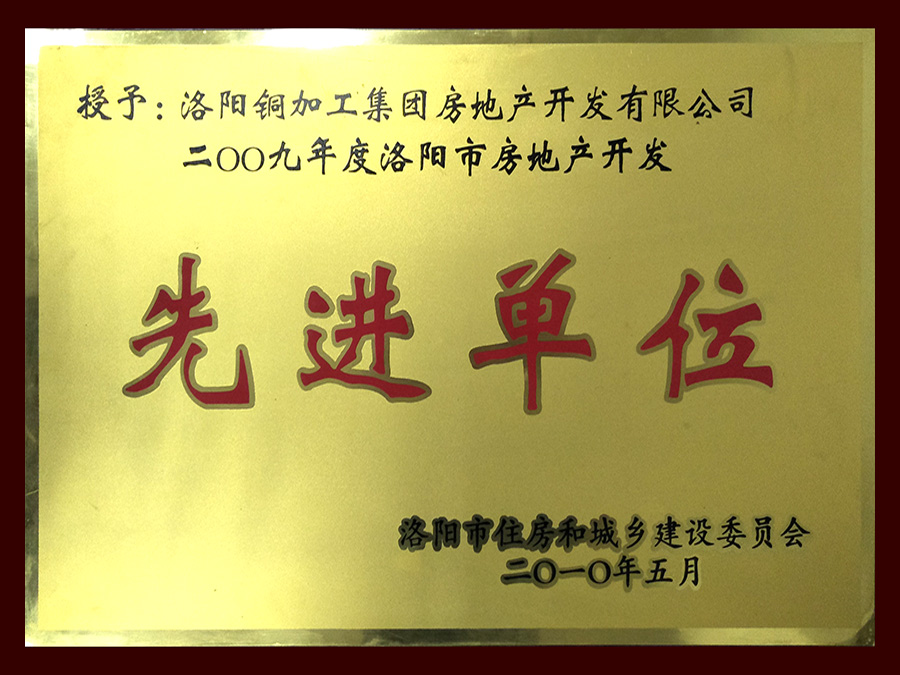 授予：洛阳铜加工集团房地产开发有限公司
二〇〇九年度洛阳市房地产开发
先进单位
洛阳市住房和城乡建设委员会
二〇一〇年五月